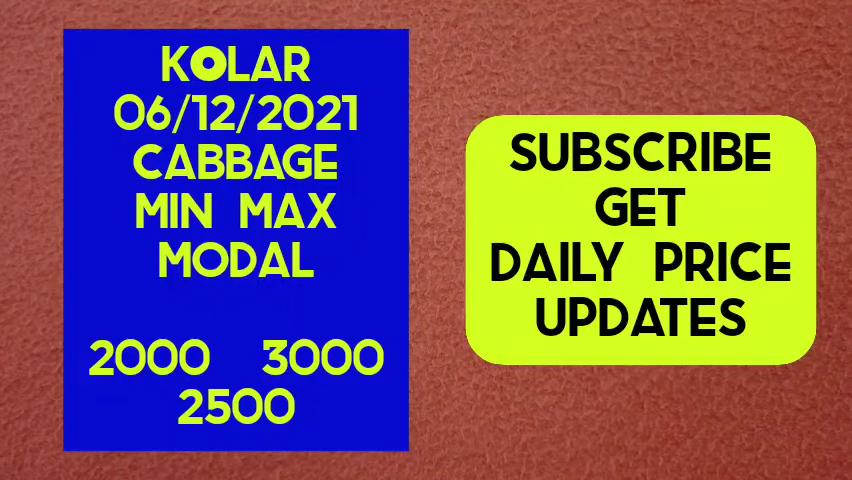 KOLAR
06/12/2021
CABBAGE
MIN MAX
MODAL
2000 3000
2500
SUBSCRIBE
GET
DAILY PRICE
UPDATES